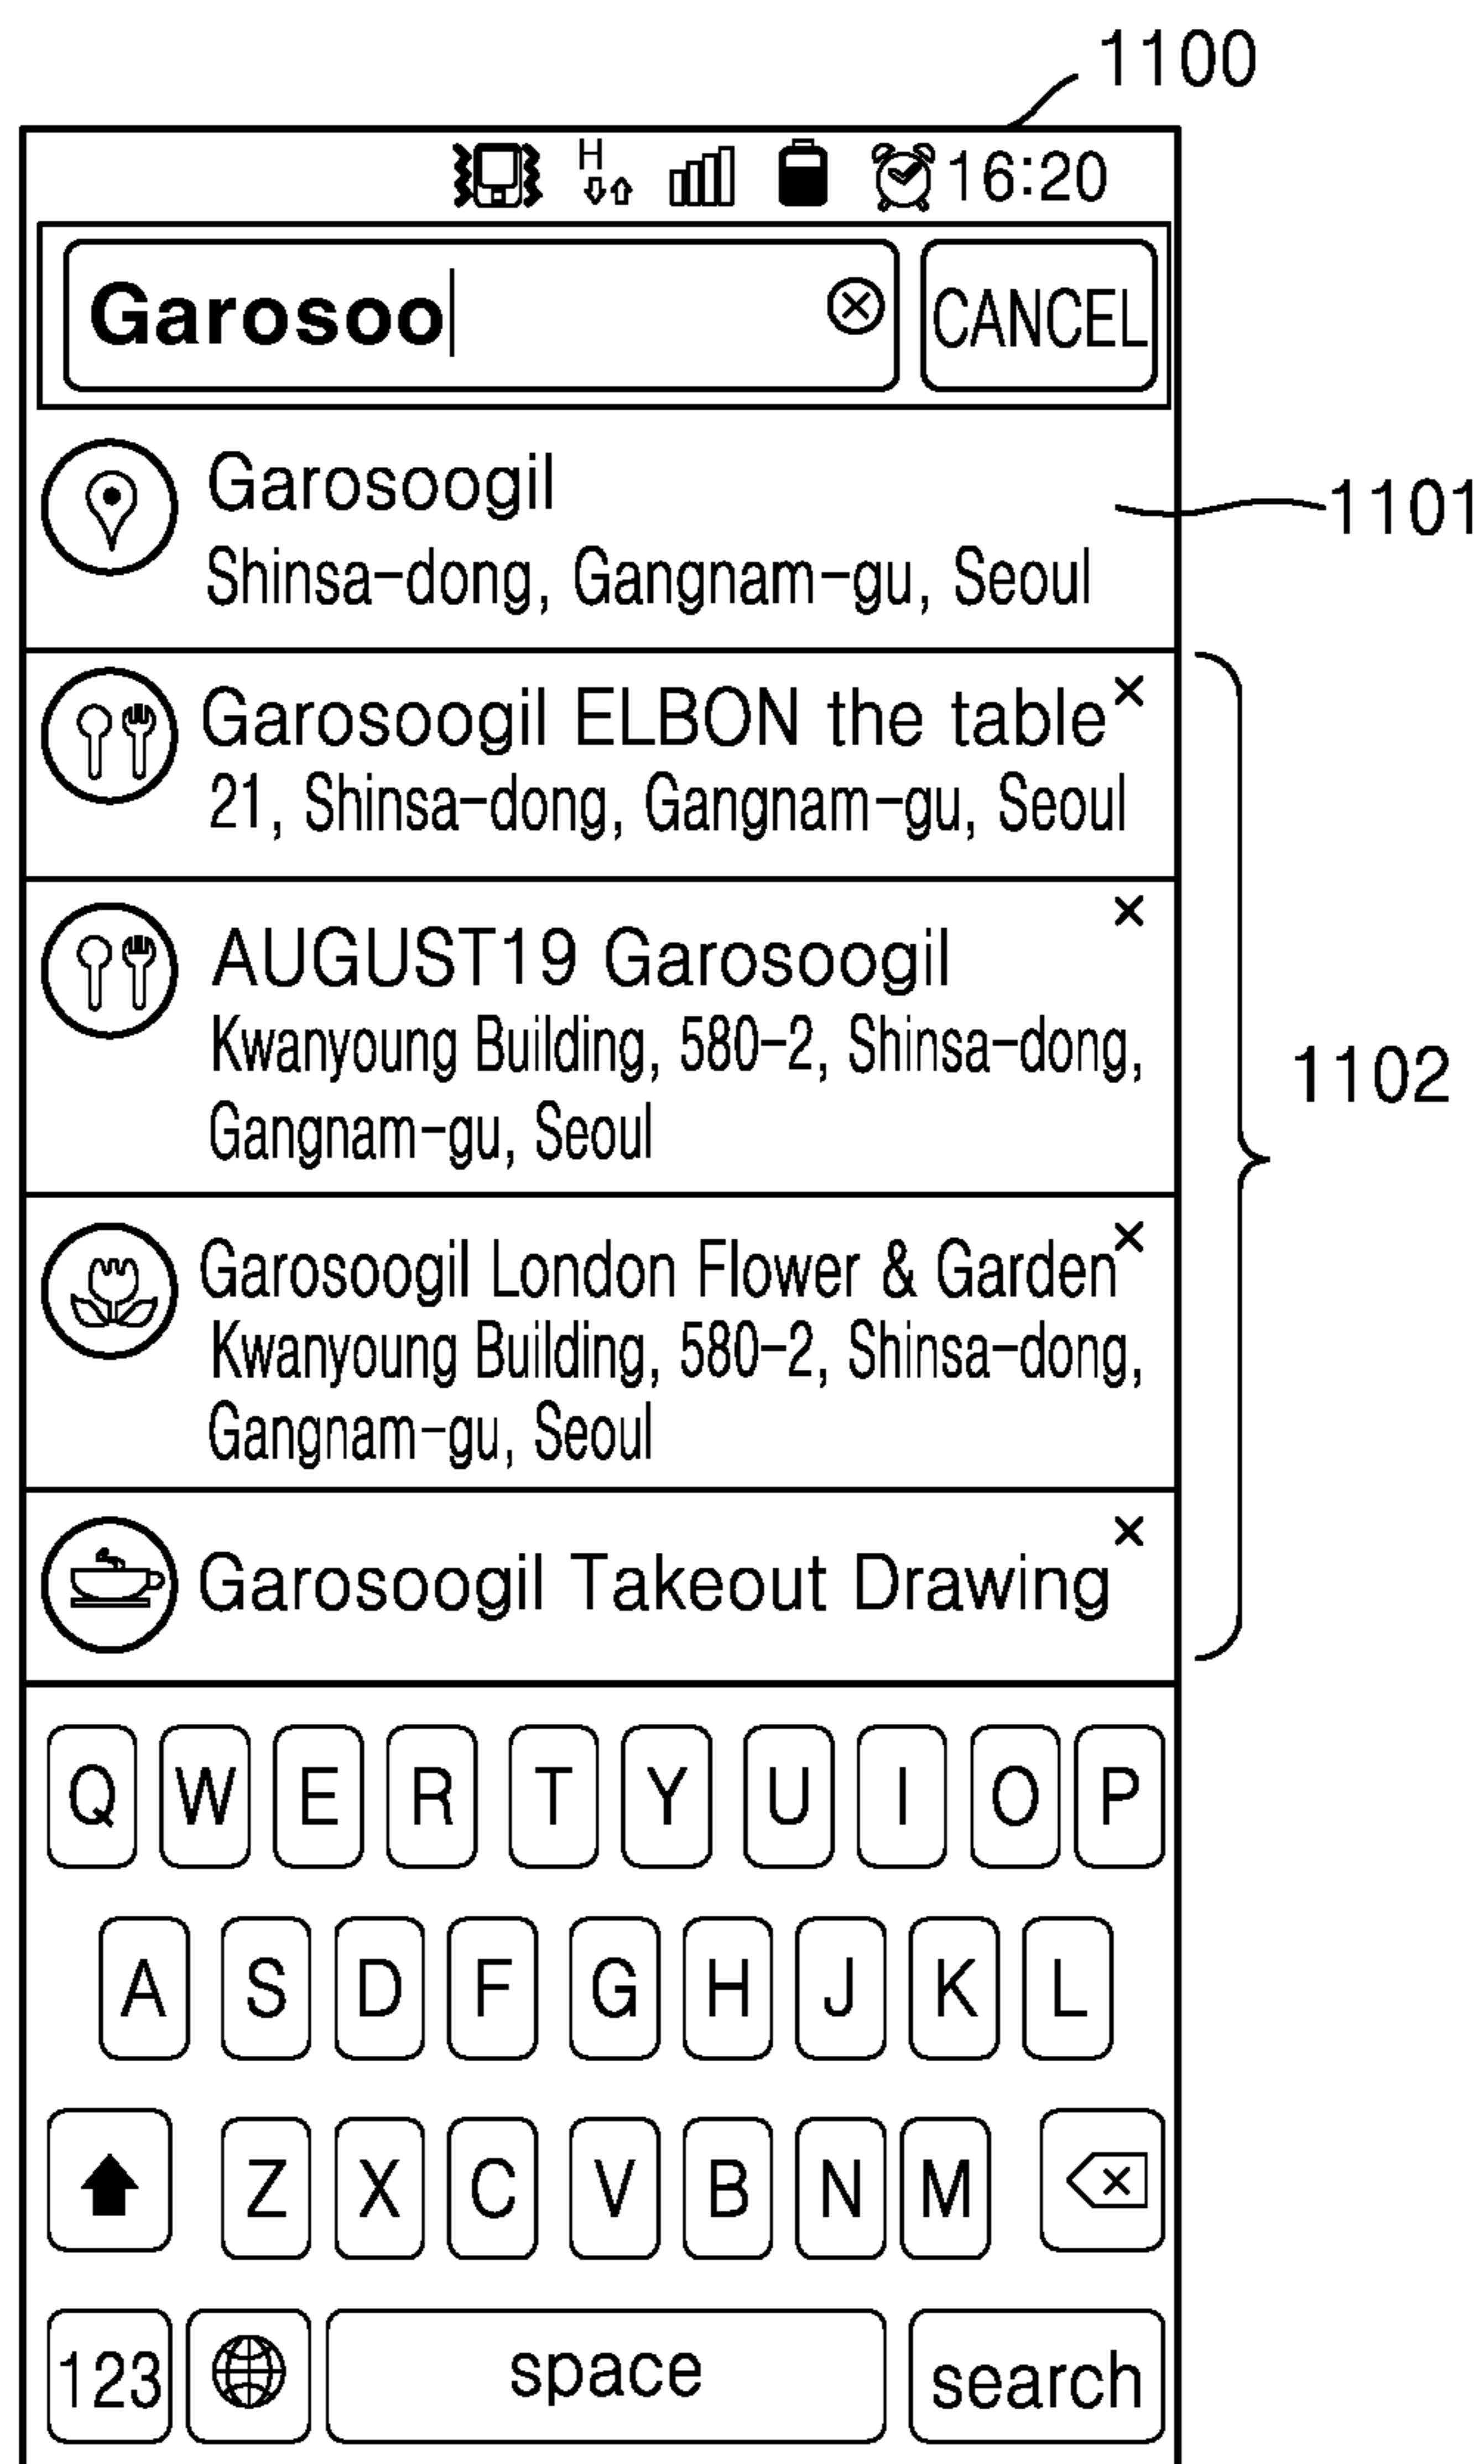 1100
H 16:20
Garosoo CANCEL
Garosoogil
1101
Shinsa-dong, Gangnam-gu, Seoul
Garosoogil ELBON the table
21, Shinsa-dong, Gangnam-gu, Seoul
AUGUST19 Garosoogil
Kwanyoung Building, 580-2, Shinsa-dong,
1102
Gangnam-gu, Seoul
Garosoogil London Flower & Garden
Kwanyoung Building, 580-2, Shinsa-dong,
Gangnam-gu, Seoul
Garosoogil Takeout Drawing
Q W E R T Y U I O P
A S D F G H J K L
Z X C V B N M
123 space search